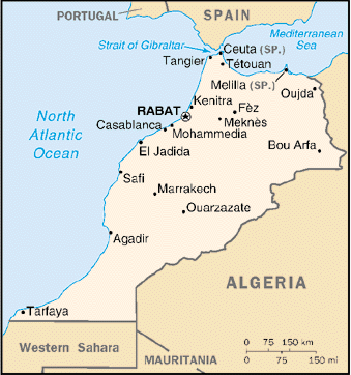 PORTUGAL
SPAIN
Strait of Gibraltar
Mediterranean
Sea
Ceuta (SP.)
Tangier
Tétouan
Melilla (SP.)
Oujda
North
Atlantic
Ocean
RABAT
Kenitra
Fèz
Meknès
Casablanca
Mohammedia
El Jadida
Bou Arfa
Safi
Marrakech
Ouarzazate
Agadir
ALGERIA
Tarfaya
Western Sahara
MAURITANIA
0 75 150 km
0 75 150 mi